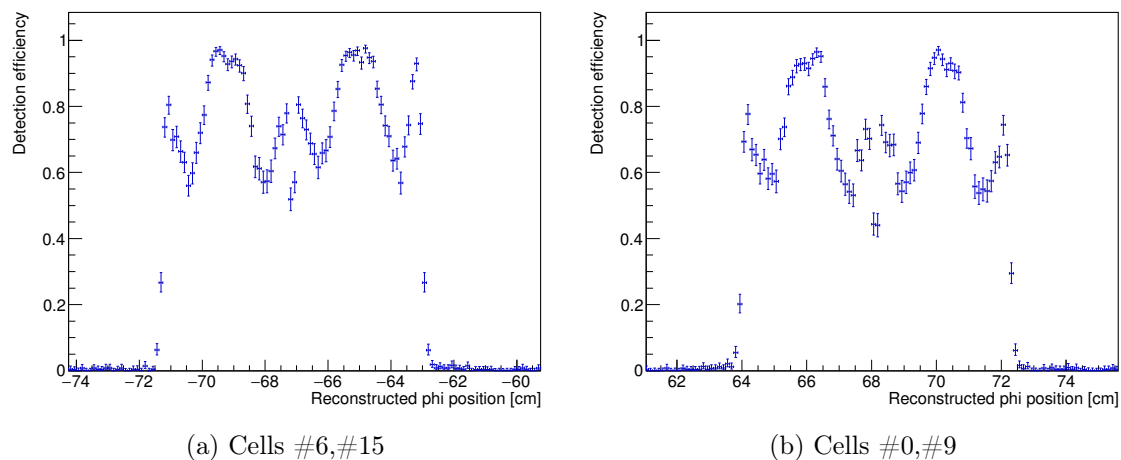 Detection efficiency
1
0.8
0.6
0.4
0.2
0
−74 −72 −70 −68 −66 −64 −62 −60
Reconstructed phi position [cm]
(a) Cells #6,#15
Detection efficiency
1
0.8
0.6
0.4
0.2
0
62 64 66 68 70 72 74
Reconstructed phi position [cm]
(b) Cells #0,#9